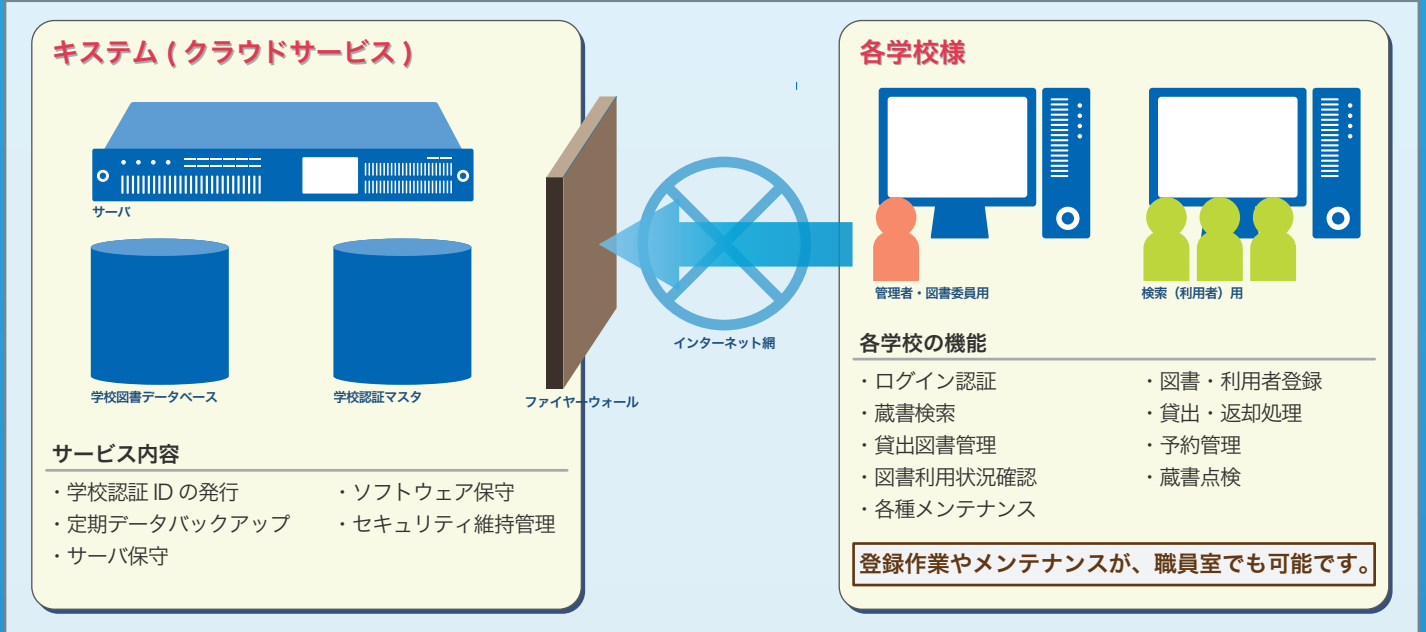 キステム ( クラウドサービス )
サーバ
学校図書データベース
学校認証マスタ
ファイヤーウォール
サービス内容
・学校認証 ID の発行
・定期データバックアップ
・サーバ保守
・ソフトウェア保守
・セキュリティ維持管理
インターネット網
各学校様
管理者・図書委員用
検索（利用者）用
各学校の機能
・ログイン認証
・蔵書検索
・貸出図書管理
・図書利用状況確認
・各種メンテナンス
・図書・利用者登録
・貸出・返却処理
・予約管理
・蔵書点検
登録作業やメンテナンスが、職員室でも可能です。